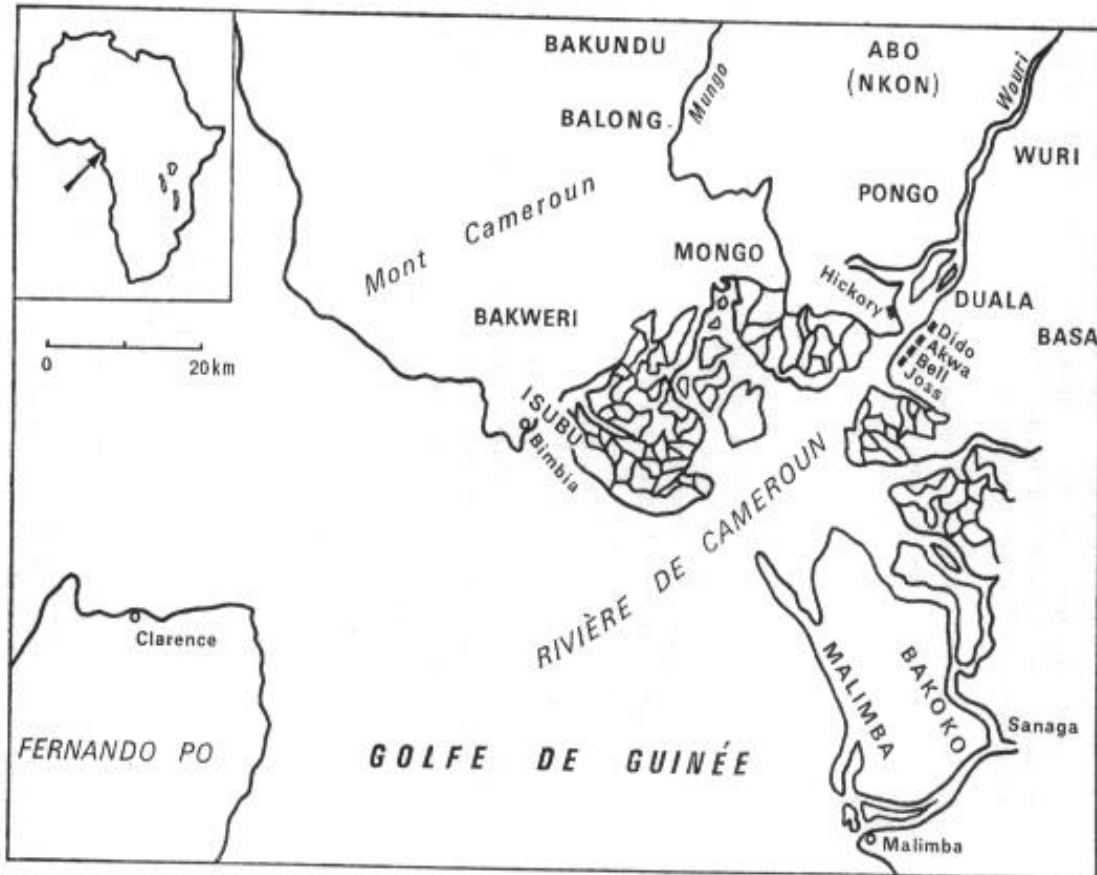 BAKUNDU
ABO
(NKON)
Mungo
Wouri
BALONG
WURI
Mont Cameroun
PONGO
MONGO
Hickory
DUALA
BAKWERI
BASA
Dido
Akwa
Bell
Joss
0 20km
ISUBU
Bimbia
RIVIÈRE DE CAMEROUN
Clarence
MALIMBA
BAKOKO
Sanaga
FERNANDO PO
GOLFE DE GUINÉE
Malimba